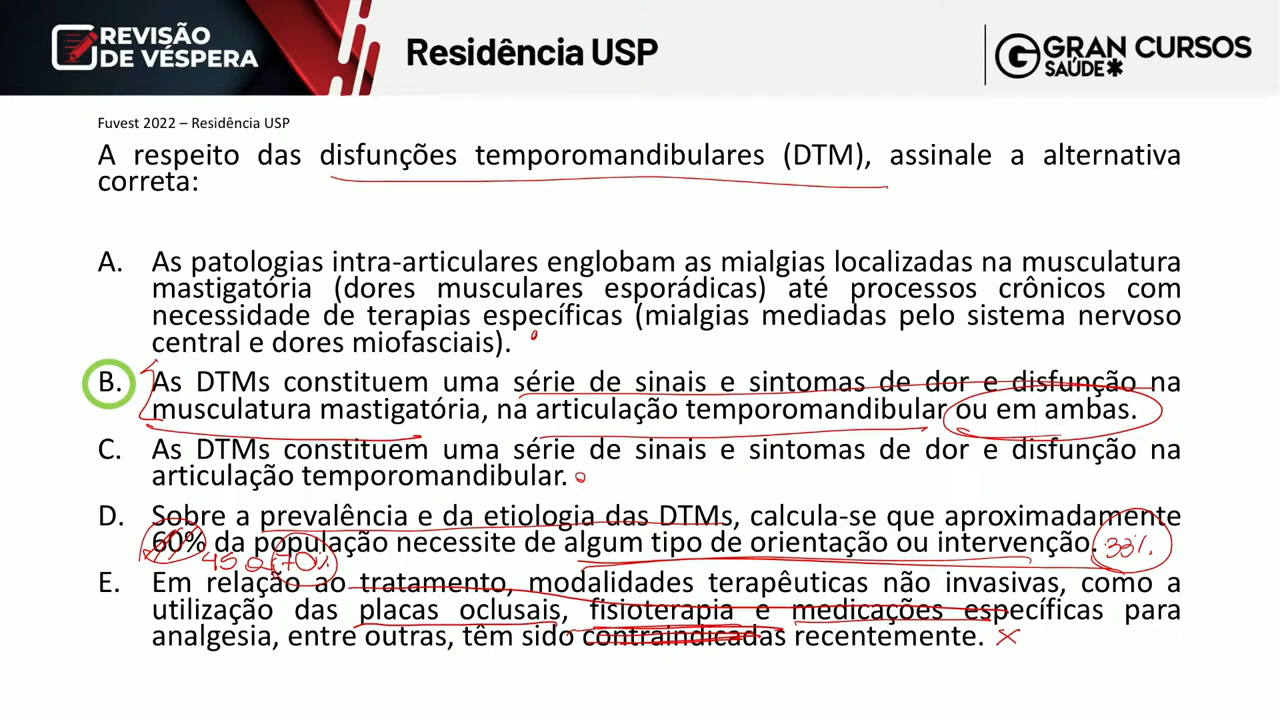 REVISÃO
DE VÉSPERA
Residência USP
GRAN CURSOS
SAÚDE
Fuvest 2022 – Residência USP
A respeito das disfunções temporomandibulares (DTM), assinale a alternativa
correta:
A. As patologias intra-articulares englobam as mialgias localizadas na musculatura
mastigatória (dores musculares esporádicas) até processos crônicos com
necessidade de terapias específicas (mialgias mediadas pelo sistema nervoso
central e dores miofasciais).
B. As DTMs constituem uma série de sinais e sintomas de dor e disfunção na
musculatura mastigatória, na articulação temporomandibular ou em ambas.
C. As DTMs constituem uma série de sinais e sintomas de dor e disfunção na
articulação temporomandibular.
D. Sobre a prevalência e da etiologia das DTMs, calcula-se que aproximadamente
60% da população necessite de algum tipo de orientação ou intervenção. 33%.
45 a 70%
E. Em relação ao tratamento, modalidades terapêuticas não invasivas, como a
utilização das placas oclusais, fisioterapia e medicações específicas para
analgesia, entre outras, têm sido contraindicadas recentemente.